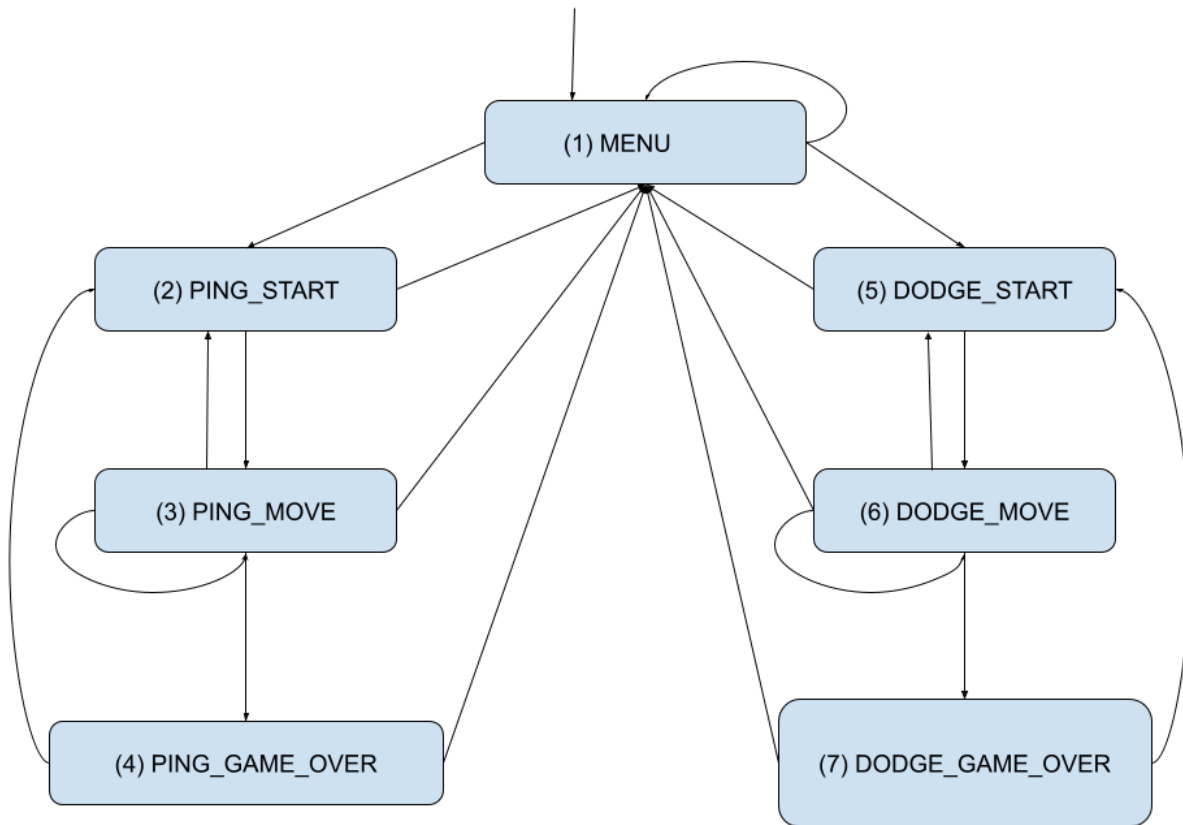 (1) MENU
(2) PING_START
(5) DODGE_START
(3) PING_MOVE
(6) DODGE_MOVE
(4) PING_GAME_OVER
(7) DODGE_GAME_OVER